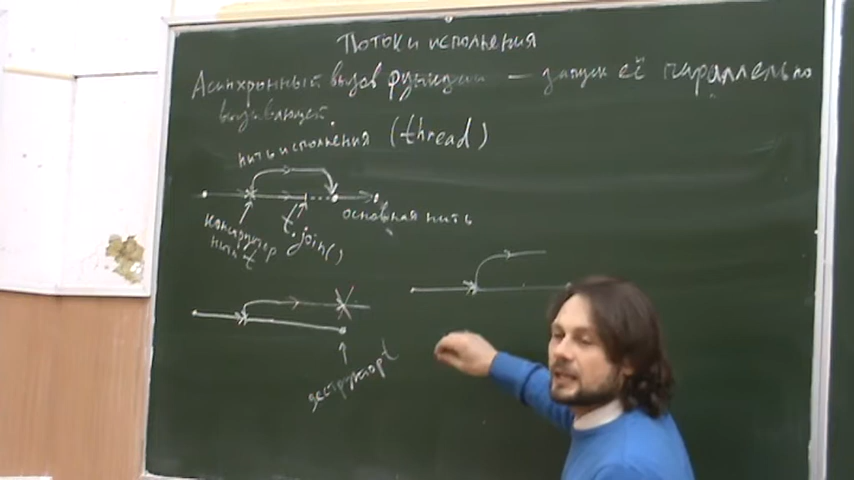 Потоки исполнения
Асинхронный вызов функции — запуск её параллельно
вызывающей.
нить исполнения (thread)
основная нить
конструктор
нити t
t.join()
деструктор t